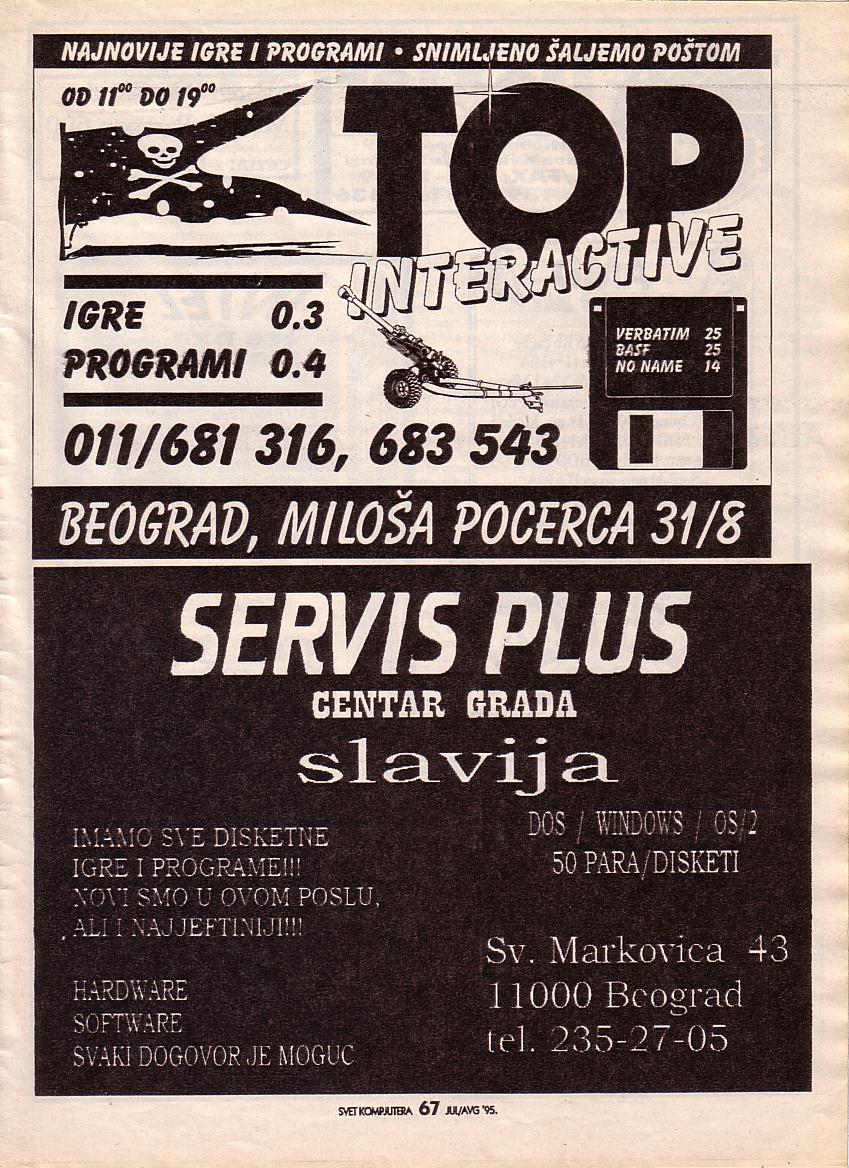 NAJNOVIJE IGRE I PROGRAMI • SNIMLJENO ŠALJEMO POŠTOM
OD 11⁰⁰ DO 19⁰⁰
TOP
INTERACTIVE
IGRE 0.3
PROGRAMI 0.4
VERBATIM 25
BASF 25
NO NAME 14
011/681 316, 683 543
BEOGRAD, MILOŠA POCERCA 31/8
SERVIS PLUS
CENTAR GRADA
slavija
IMAMO SVE DISKETNE
IGRE I PROGRAME!!!
NOVI SMO U OVOM POSLU,
ALI I NAJJEFTINIJI!!!
HARDWARE
SOFTWARE
SVAKI DOGOVOR JE MOGUC
DOS / WINDOWS / OS/2
50 PARA/DISKETI
Sv. Markovica 43
11000 Beograd
tel. 235-27-05
SVET KOMPJUTERA 67 JUL/AVG '95.